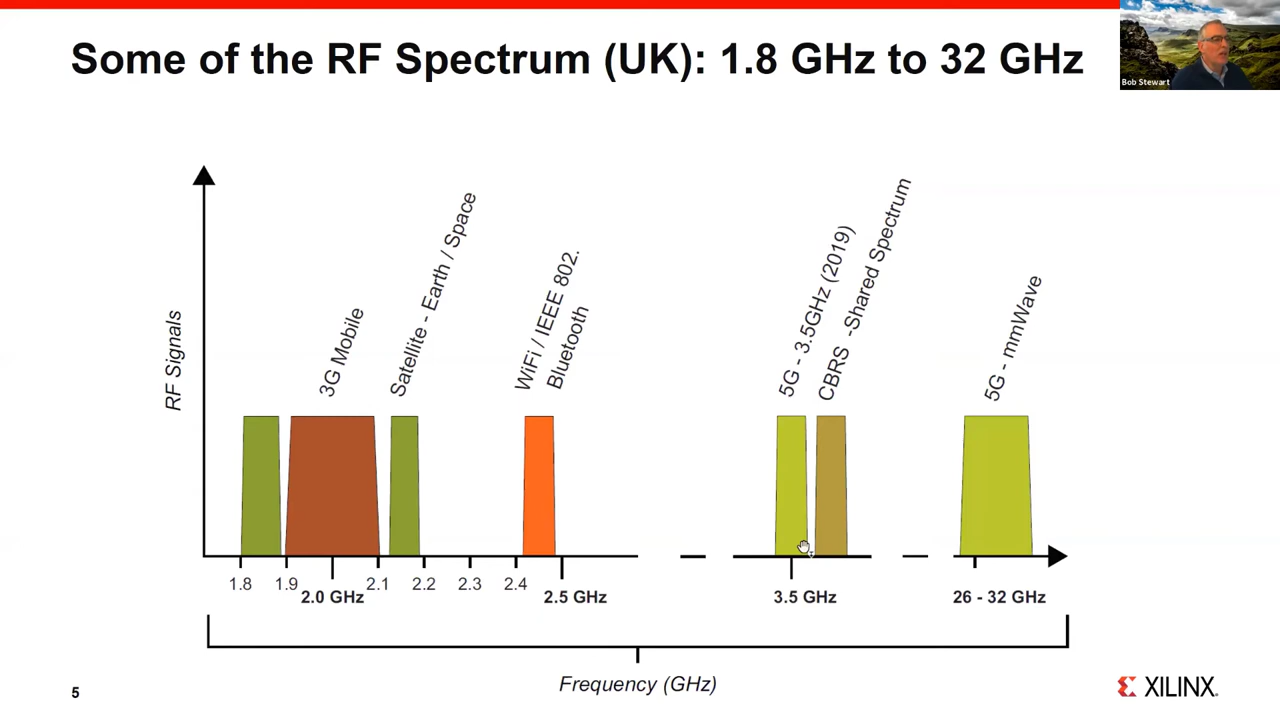 Some of the RF Spectrum (UK): 1.8 GHz to 32 GHz
Bob Stewart
RF Signals
3G Mobile
Satellite - Earth / Space
WiFi / IEEE 802.
Bluetooth
5G - 3.5GHz (2019)
CBRS -Shared Spectrum
5G - mmWave
1.8
1.9
2.0 GHz
2.1
2.2
2.3
2.4
2.5 GHz
3.5 GHz
26 - 32 GHz
Frequency (GHz)
5
XILINX.